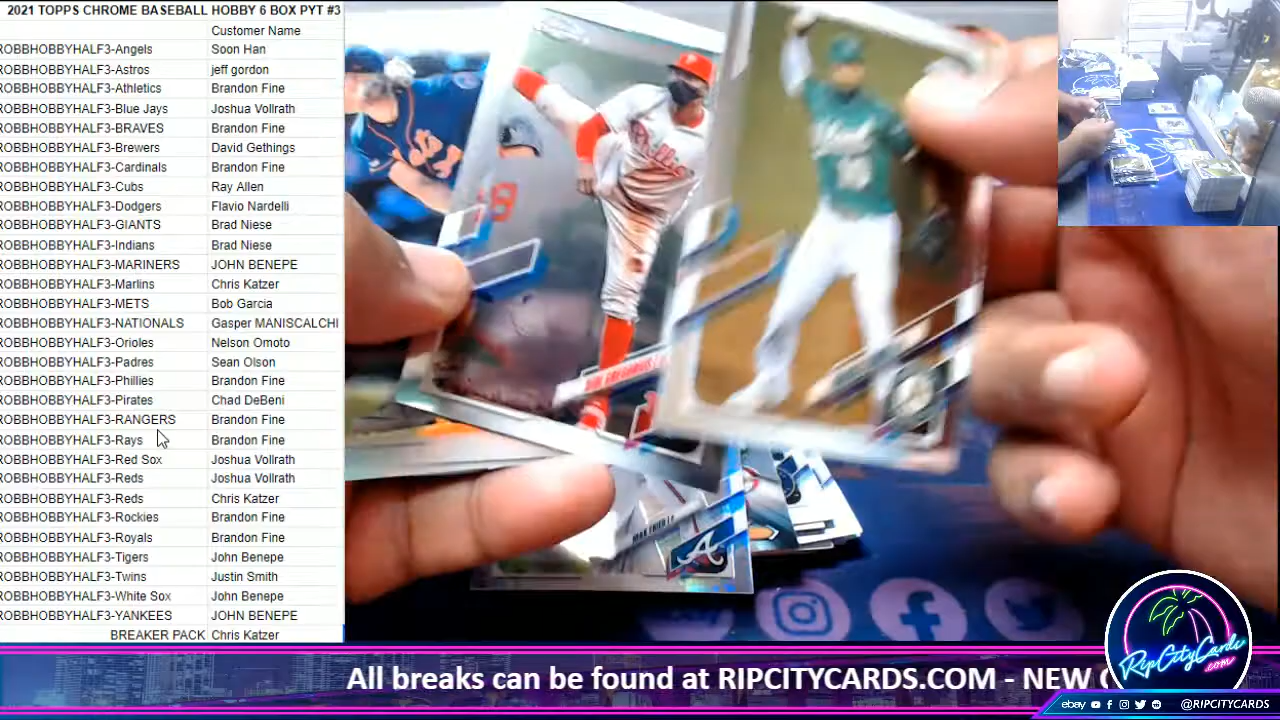 2021 TOPPS CHROME BASEBALL HOBBY 6 BOX PYT #3
Customer Name
ROBBHOBBYHALF3-Angels Soon Han
ROBBHOBBYHALF3-Astros jeff gordon
ROBBHOBBYHALF3-Athletics Brandon Fine
ROBBHOBBYHALF3-Blue Jays Joshua Vollrath
ROBBHOBBYHALF3-BRAVES Brandon Fine
ROBBHOBBYHALF3-Brewers David Gethings
ROBBHOBBYHALF3-Cardinals Brandon Fine
ROBBHOBBYHALF3-Cubs Ray Allen
ROBBHOBBYHALF3-Dodgers Flavio Nardelli
ROBBHOBBYHALF3-GIANTS Brad Niese
ROBBHOBBYHALF3-Indians Brad Niese
ROBBHOBBYHALF3-MARINERS JOHN BENEPE
ROBBHOBBYHALF3-Marlins Chris Katzer
ROBBHOBBYHALF3-METS Bob Garcia
ROBBHOBBYHALF3-NATIONALS Gasper MANISCALCHI
ROBBHOBBYHALF3-Orioles Nelson Omoto
ROBBHOBBYHALF3-Padres Sean Olson
ROBBHOBBYHALF3-Phillies Brandon Fine
ROBBHOBBYHALF3-Pirates Chad DeBeni
ROBBHOBBYHALF3-RANGERS Brandon Fine
ROBBHOBBYHALF3-Rays Brandon Fine
ROBBHOBBYHALF3-Red Sox Joshua Vollrath
ROBBHOBBYHALF3-Reds Joshua Vollrath
ROBBHOBBYHALF3-Reds Chris Katzer
ROBBHOBBYHALF3-Rockies Brandon Fine
ROBBHOBBYHALF3-Royals Brandon Fine
ROBBHOBBYHALF3-Tigers John Benepe
ROBBHOBBYHALF3-Twins Justin Smith
ROBBHOBBYHALF3-White Sox John Benepe
ROBBHOBBYHALF3-YANKEES JOHN BENEPE
BREAKER PACK Chris Katzer
Phillies
MAX FRIED
A
All breaks can be found at RIPCITYCARDS.COM - NEW
RipCityCards
.com
ebay @RIPCITYCARDS